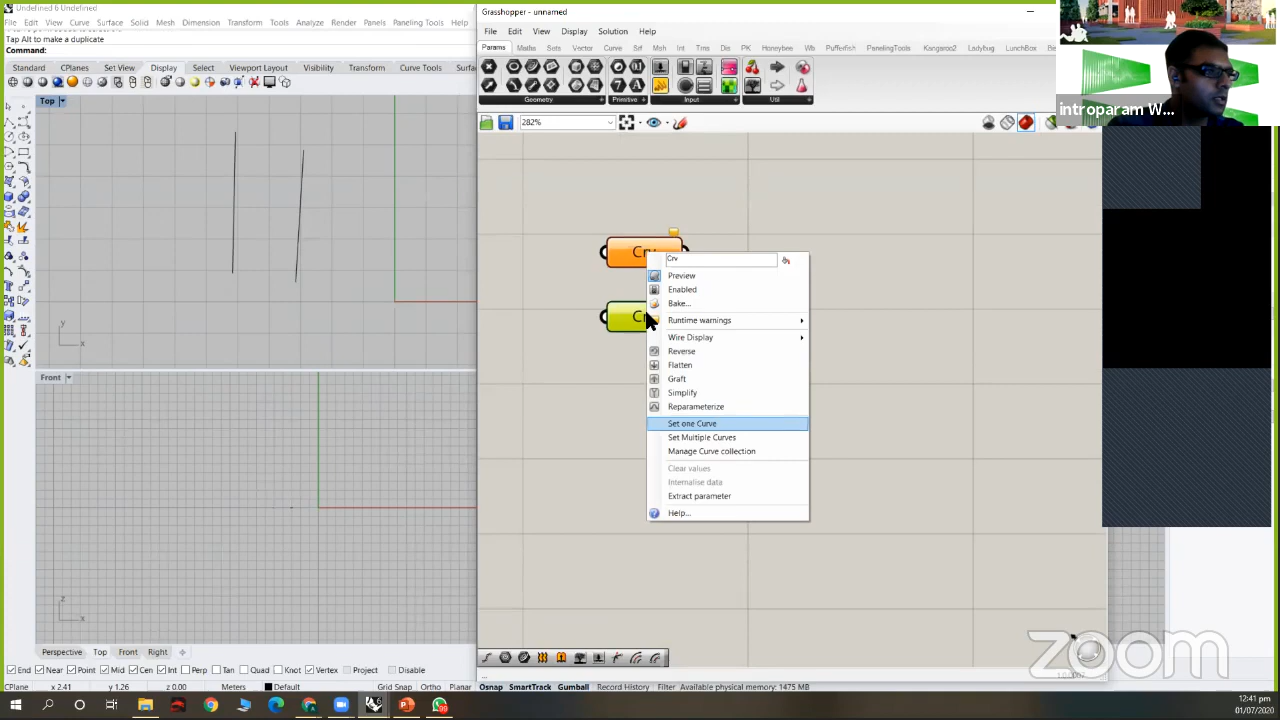 Undefined 6 Undefined
File Edit View Curve Surface Solid Mesh Dimension Transform Tools Analyze Render Panels Paneling Tools Help
Tap Alt to make a duplicate
Command:
Standard CPlanes Set View Display Select Viewport Layout Visibility Transform Curve Tools Surfa
Top
y
x
Front
z
x
Perspective Top Front Right
End Near Point Mid Cen Int Perp Tan Quad Knot Vertex Project Disable
CPlane x 2.41 y 1.26 z 0.00 Meters Default Grid Snap Ortho Planar Osnap SmartTrack Gumball Record History Filter Available physical memory: 1475 MB
Grasshopper - unnamed
File Edit View Display Solution Help
Params Maths Sets Vector Curve Srf Msh Int Trns Dis PK Honeybee Wb Pufferfish PanelingTools Kangaroo2 Ladybug LunchBox
Geometry Primitive Input Util
282%
Crv
Preview
Enabled
Bake...
Runtime warnings
Wire Display
Reverse
Flatten
Graft
Simplify
Reparameterize
Set one Curve
Set Multiple Curves
Manage Curve collection
Clear values
Internalise data
Extract parameter
Help...
introparam W...
zoom
12:41 pm
01/07/2020